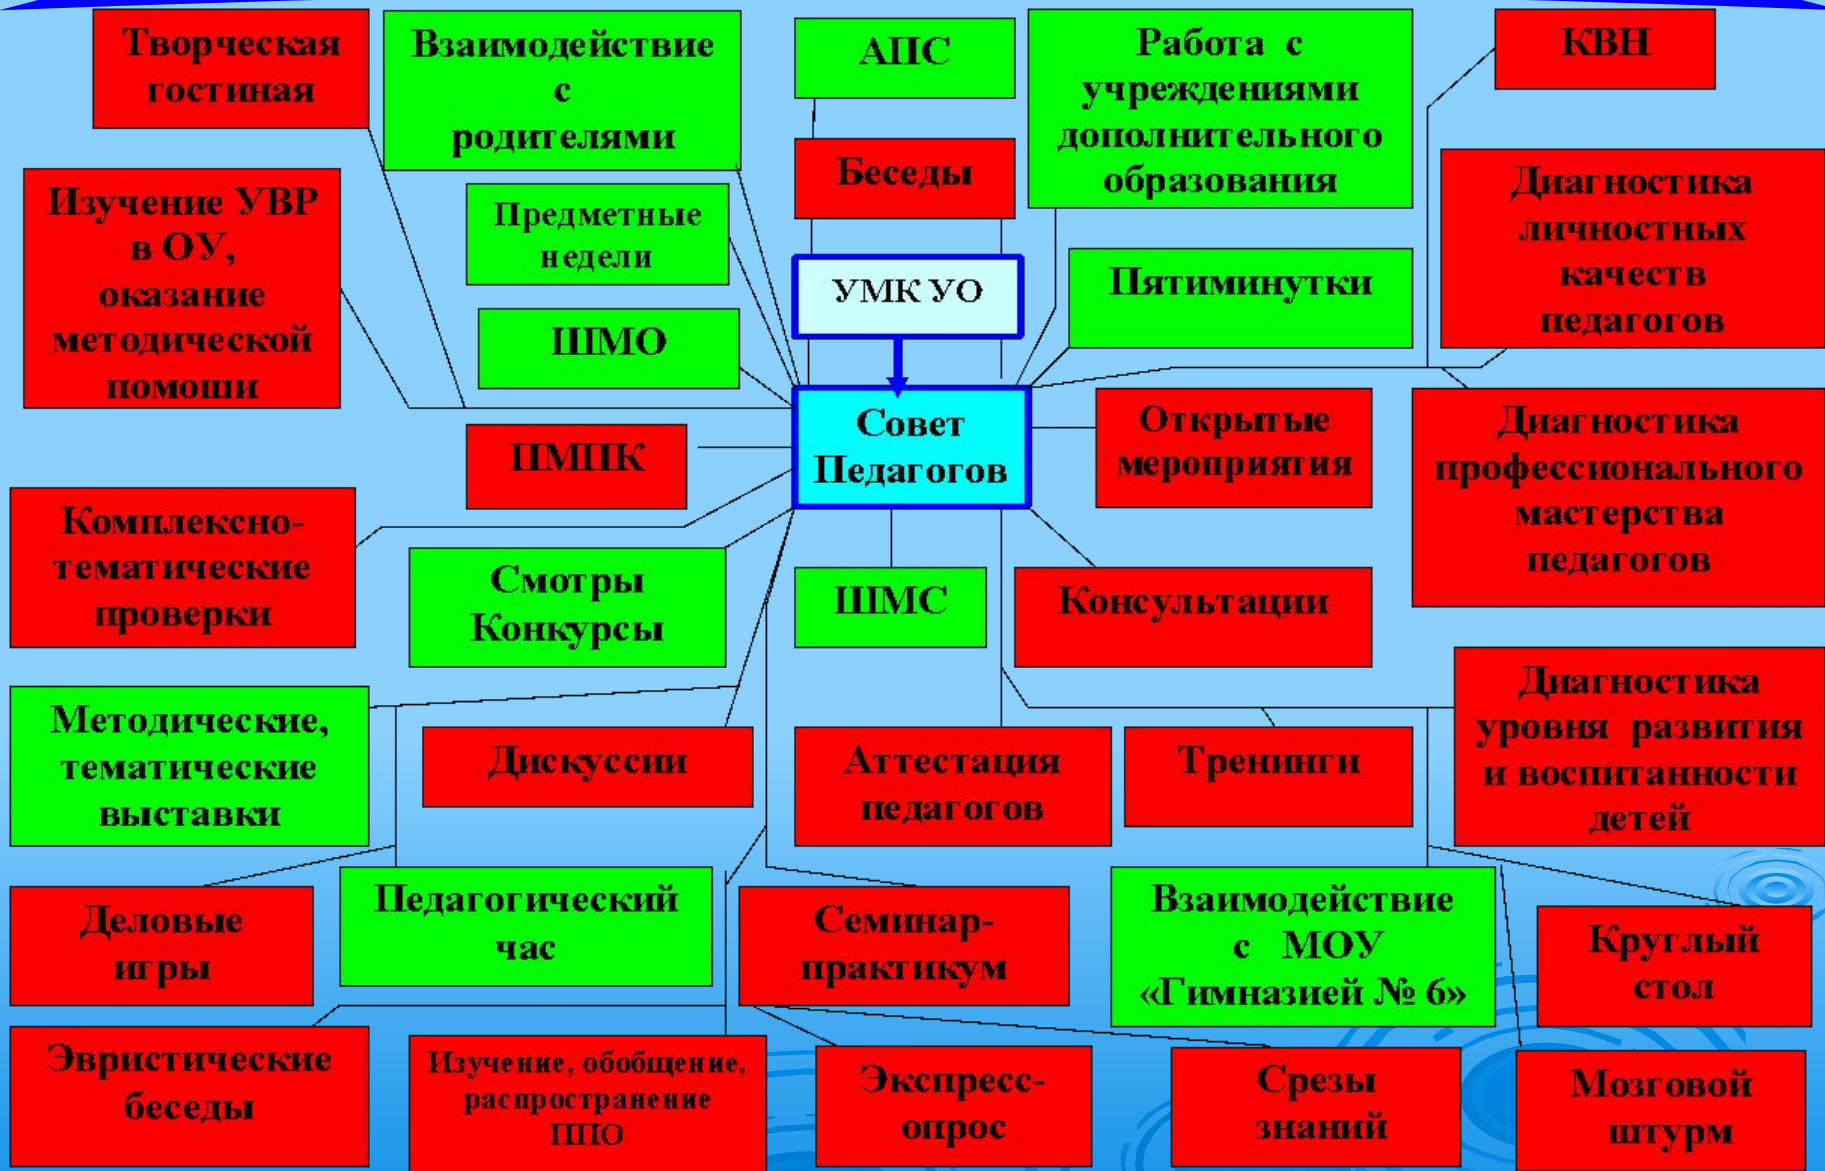 Творческая
гостиная
Взаимодействие
с
родителями
АПС
Работа с
учреждениями
дополнительного
образования
КВН
Беседы
Изучение УВР
в ОУ,
оказание
методической
помоши
Предметные
недели
УМК УО
Пятиминутки
Диагностика
личностных
качеств
педагогов
ШМО
Совет
Педагогов
Открытые
мероприятия
Диагностика
профессионального
мастерства
педагогов
ПМПК
Комплексно-
тематические
проверки
Смотры
Конкурсы
ШМС
Консультации
Методические,
тематические
выставки
Дискуссии
Аттестация
педагогов
Тренинги
Диагностика
уровня развития
и воспитанности
детей
Деловые
игры
Педагогический
час
Семинар-
практикум
Взаимодействие
с МОУ
«Гимназией № 6»
Круглый
стол
Эвристические
беседы
Изучение, обобщение,
распространение
ППО
Экспресс-
опрос
Срезы
знаний
Мозговой
штурм